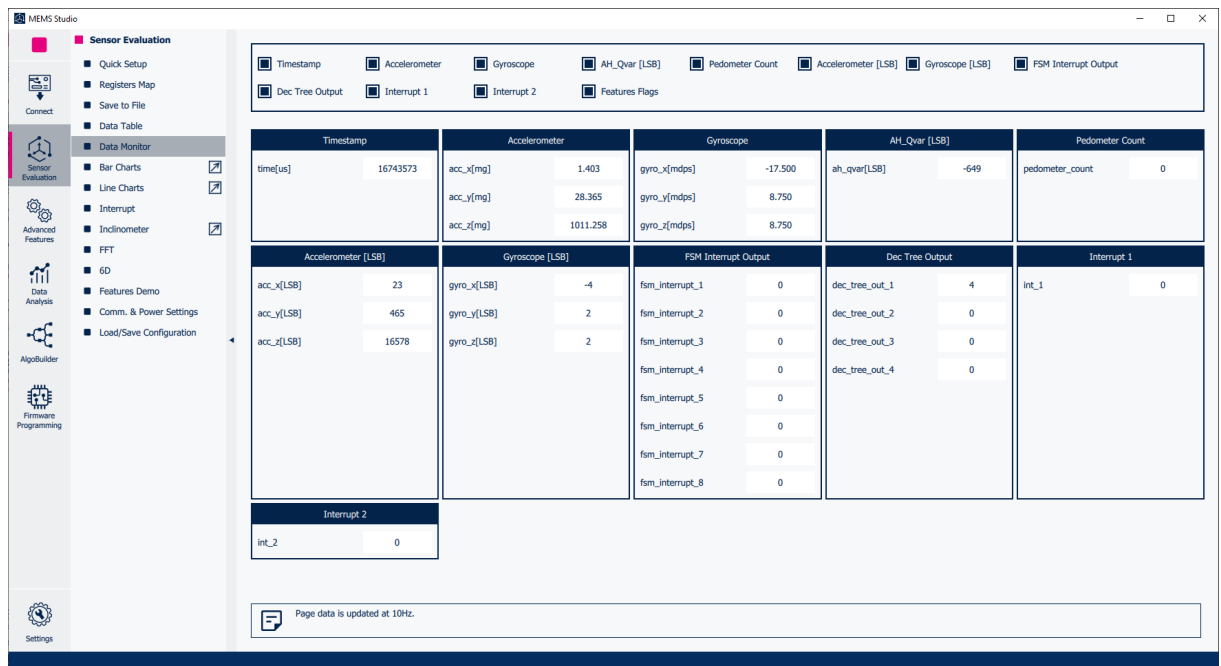 MEMS Studio
Connect
Sensor
Evaluation
Advanced
Features
Data
Analysis
AlgoBuilder
Firmware
Programming
Settings
Sensor Evaluation
Quick Setup
Registers Map
Save to File
Data Table
Data Monitor
Bar Charts
Line Charts
Interrupt
Inclinometer
FFT
6D
Features Demo
Comm. & Power Settings
Load/Save Configuration
Timestamp Accelerometer Gyroscope AH_Qvar [LSB] Pedometer Count Accelerometer [LSB] Gyroscope [LSB] FSM Interrupt Output
Dec Tree Output Interrupt 1 Interrupt 2 Features Flags
Timestamp
time[us] 16743573
Accelerometer
acc_x[mg] 1.403
acc_y[mg] 28.365
acc_z[mg] 1011.258
Gyroscope
gyro_x[mdps] -17.500
gyro_y[mdps] 8.750
gyro_z[mdps] 8.750
AH_Qvar [LSB]
ah_qvar[LSB] -649
Pedometer Count
pedometer_count 0
Accelerometer [LSB]
acc_x[LSB] 23
acc_y[LSB] 465
acc_z[LSB] 16578
Gyroscope [LSB]
gyro_x[LSB] -4
gyro_y[LSB] 2
gyro_z[LSB] 2
FSM Interrupt Output
fsm_interrupt_1 0
fsm_interrupt_2 0
fsm_interrupt_3 0
fsm_interrupt_4 0
fsm_interrupt_5 0
fsm_interrupt_6 0
fsm_interrupt_7 0
fsm_interrupt_8 0
Dec Tree Output
dec_tree_out_1 4
dec_tree_out_2 0
dec_tree_out_3 0
dec_tree_out_4 0
Interrupt 1
int_1 0
Interrupt 2
int_2 0
Page data is updated at 10Hz.